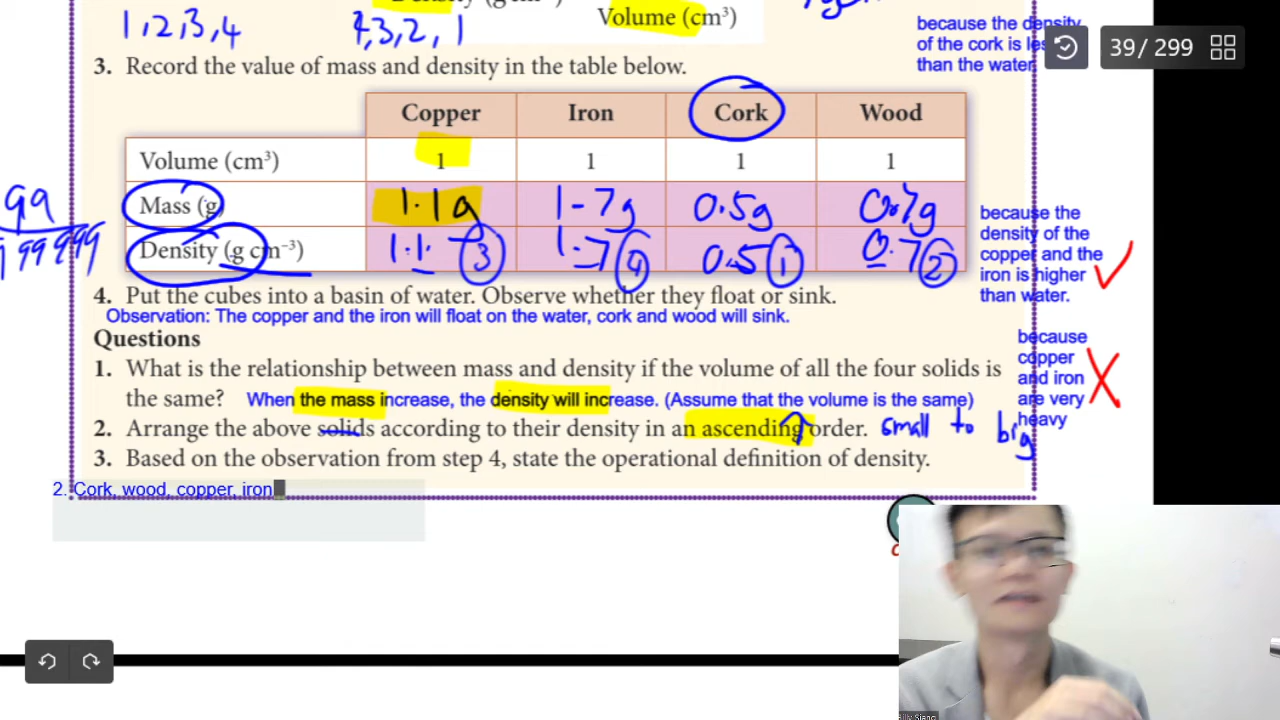 Volume (cm³)
1,2,3,4
4,3,2,1
because the density
of the cork is les
than the water.
39/ 299
3. Record the value of mass and density in the table below.
Copper Iron Cork Wood
Volume (cm³) 1 1 1 1
Mass (g) 1.1g 1-7g 0.5g 0.7g
Density (g cm⁻³) 1.1 3 1-7 4 0.5 1 0.7 2
because the
density of the
copper and the
iron is higher
than water.
4. Put the cubes into a basin of water. Observe whether they float or sink.
Observation: The copper and the iron will float on the water, cork and wood will sink.
Questions
because
copper
and iron
are very
heavy
1. What is the relationship between mass and density if the volume of all the four solids is
the same? When the mass increase, the density will increase. (Assume that the volume is the same)
2. Arrange the above solids according to their density in an ascending order. small to big
3. Based on the observation from step 4, state the operational definition of density.
2. Cork, wood, copper, iron